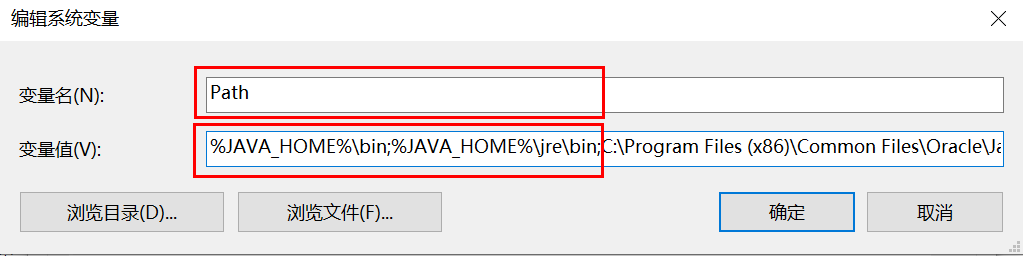 编辑系统变量
变量名(N):
Path
变量值(V):
%JAVA_HOME%\bin;%JAVA_HOME%\jre\bin;C:\Program Files (x86)\Common Files\Oracle\Ja
浏览目录(D)...
浏览文件(F)...
确定
取消